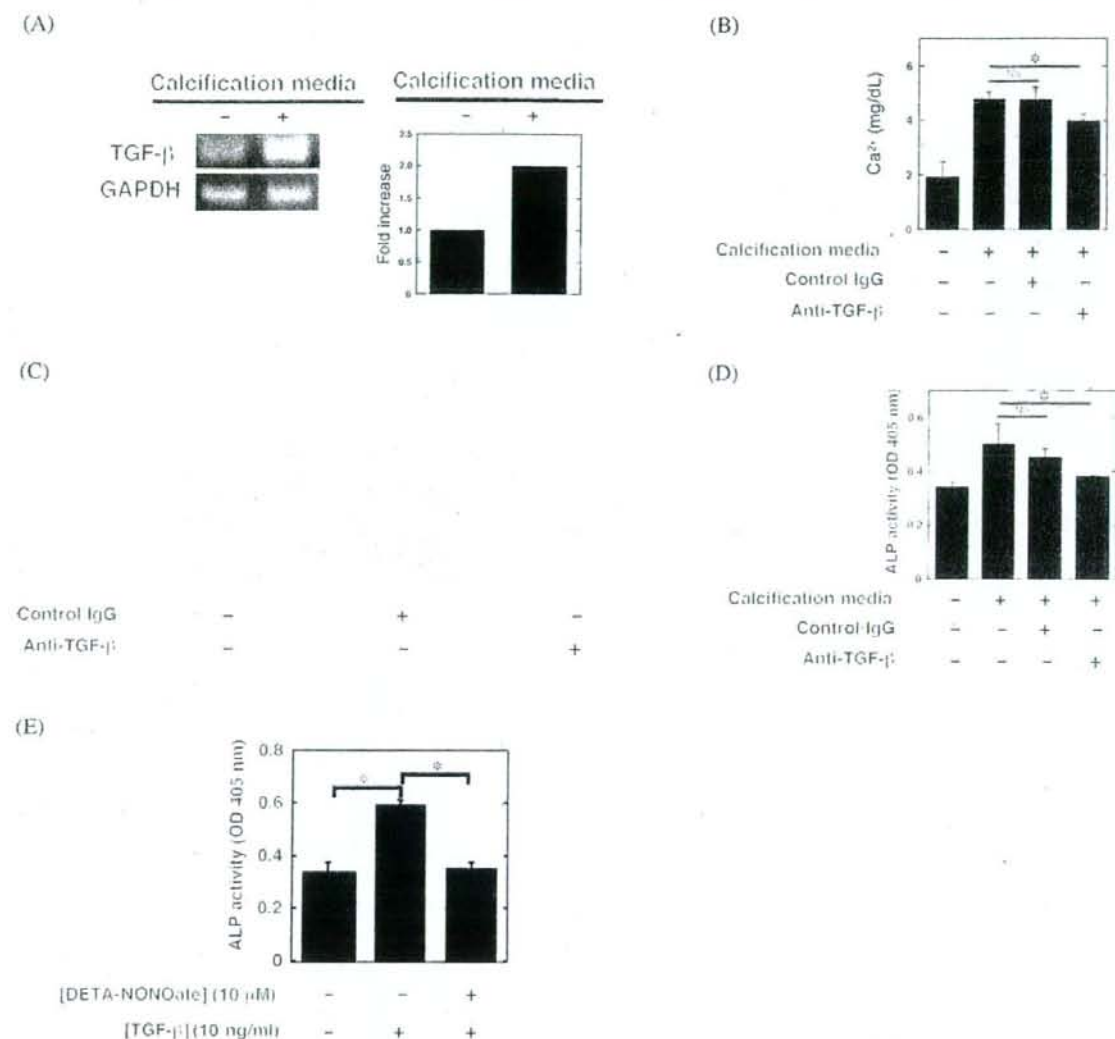 (A)
Calcification media
− +
TGF-β
GAPDH
Calcification media
− +
Fold increase
2.5
2.0
1.5
1.0
0.5
0
(B)
Ca²⁺ (mg/dL)
6
4
2
0
*
NS
Calcification media − + + +
Control IgG − − + −
Anti-TGF-β − − − +
(C)
Control IgG − + −
Anti-TGF-β − − +
(D)
ALP activity (OD 405 nm)
0.6
0.4
0.2
0
*
NS
Calcification media − + + +
Control IgG − − + −
Anti-TGF-β − − − +
(E)
ALP activity (OD 405 nm)
0.8
0.6
0.4
0.2
0
* *
[DETA-NONOate] (10 μM) − − +
[TGF-β] (10 ng/ml) − + +